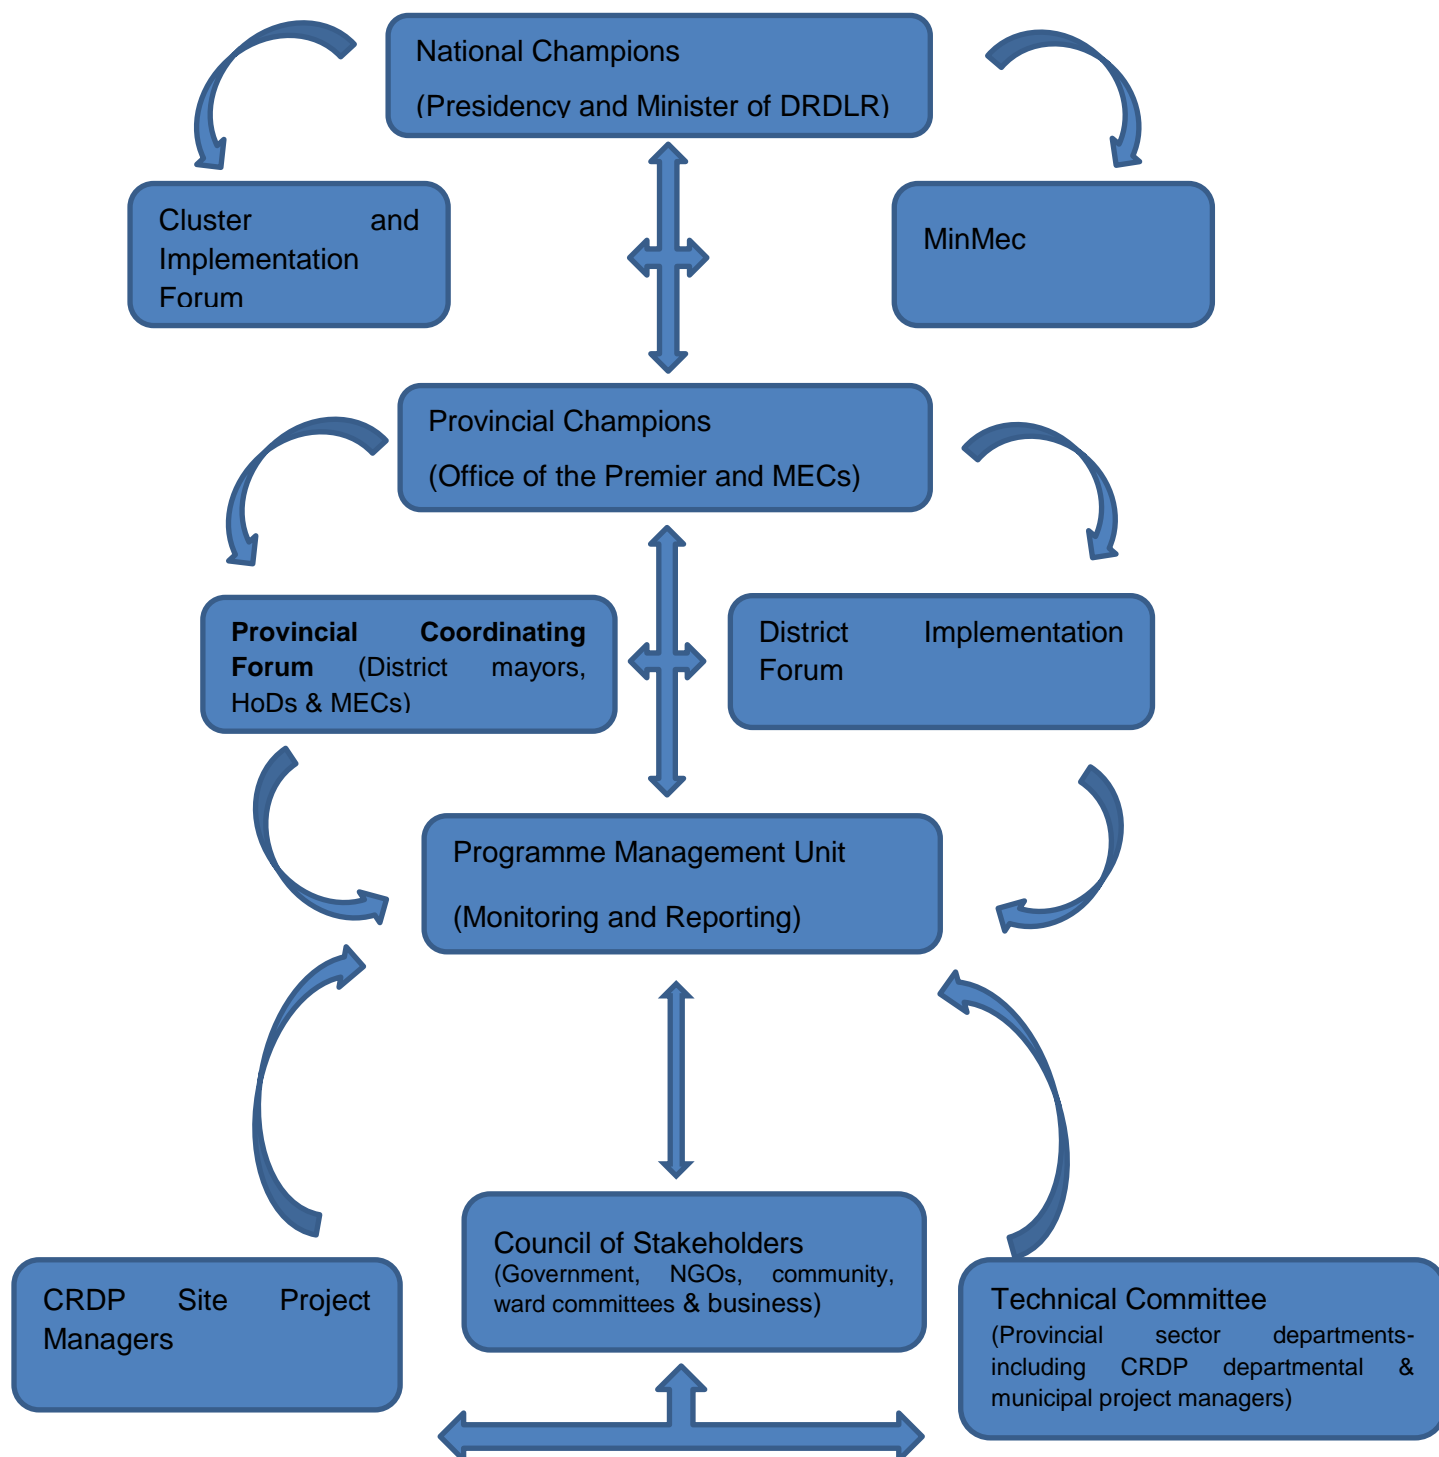 National Champions
(Presidency and Minister of DRDLR)
Cluster and
Implementation
Forum
MinMec
Provincial Champions
(Office of the Premier and MECs)
Provincial Coordinating
Forum (District mayors,
HoDs & MECs)
District Implementation
Forum
Programme Management Unit
(Monitoring and Reporting)
Council of Stakeholders
(Government, NGOs, community,
ward committees & business)
CRDP Site Project
Managers
Technical Committee
(Provincial sector departments-
including CRDP departmental &
municipal project managers)